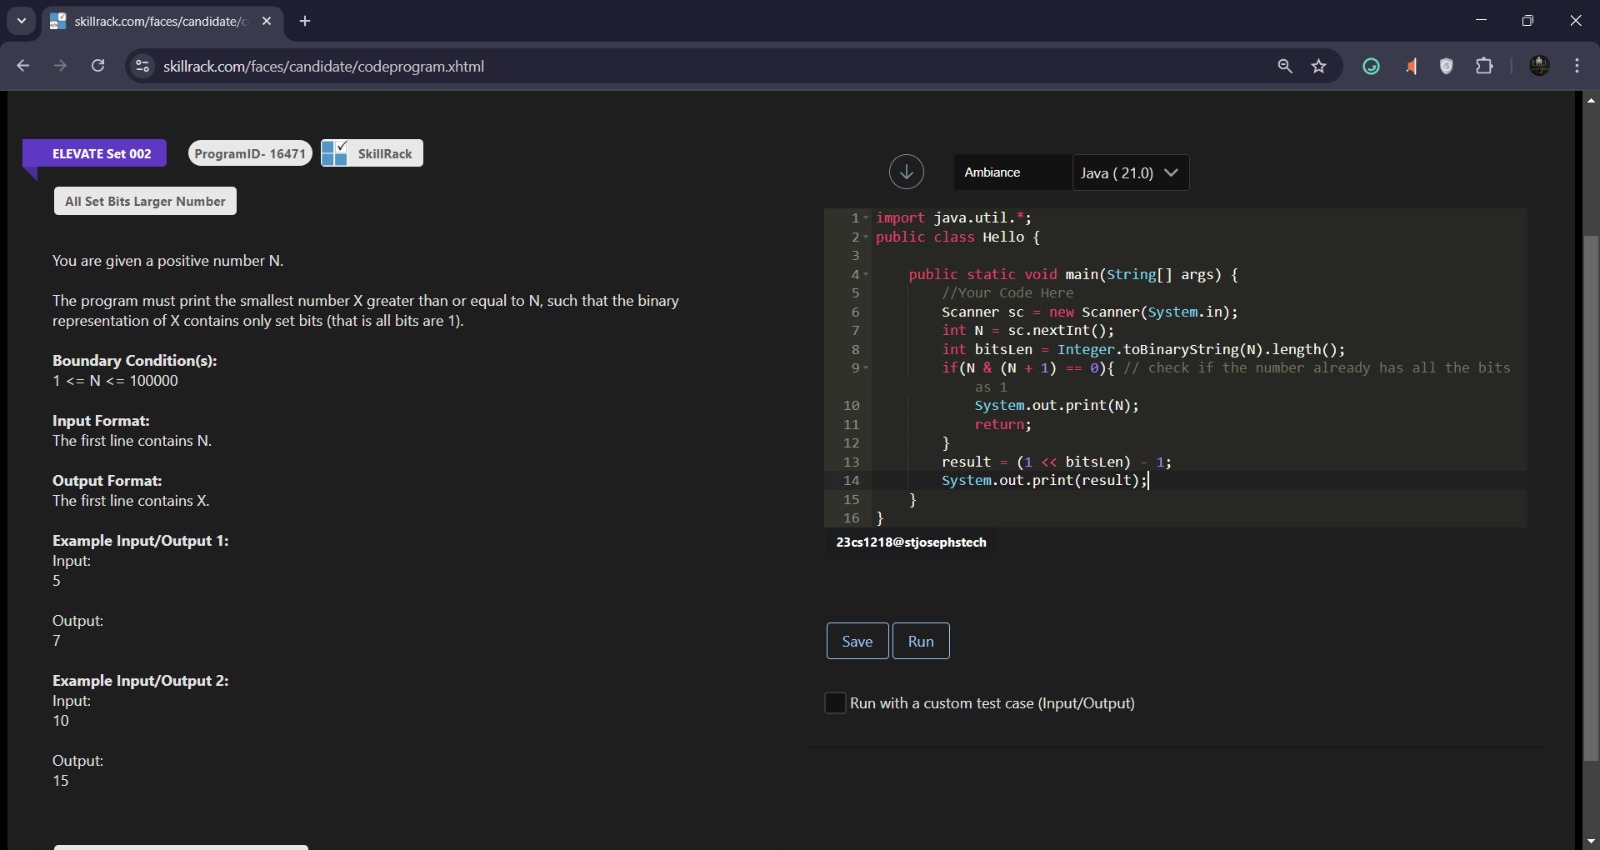 skillrack.com/faces/candidate/c
skillrack.com/faces/candidate/codeprogram.xhtml
ELEVATE Set 002
ProgramID- 16471
SkillRack
All Set Bits Larger Number
You are given a positive number N.
The program must print the smallest number X greater than or equal to N, such that the binary
representation of X contains only set bits (that is all bits are 1).
Boundary Condition(s):
1 <= N <= 100000
Input Format:
The first line contains N.
Output Format:
The first line contains X.
Example Input/Output 1:
Input:
5
Output:
7
Example Input/Output 2:
Input:
10
Output:
15
Ambiance
Java ( 21.0)
1 import java.util.*;
2 public class Hello {
3
4 public static void main(String[] args) {
5 //Your Code Here
6 Scanner sc = new Scanner(System.in);
7 int N = sc.nextInt();
8 int bitsLen = Integer.toBinaryString(N).length();
9 if(N & (N + 1) == 0){ // check if the number already has all the bits
as 1
10 System.out.print(N);
11 return;
12 }
13 result = (1 << bitsLen) - 1;
14 System.out.print(result);
15 }
16 }
23cs1218@stjosephstech
Save
Run
Run with a custom test case (Input/Output)